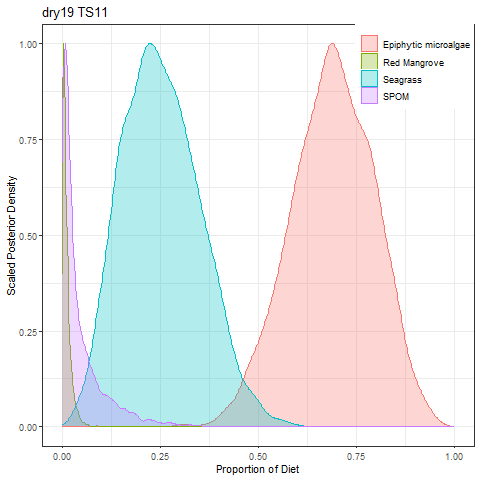 dry19 TS11
Epiphytic microalgae
Red Mangrove
Seagrass
SPOM
Scaled Posterior Density
1.00
0.75
0.50
0.25
0.00
0.00 0.25 0.50 0.75 1.00
Proportion of Diet